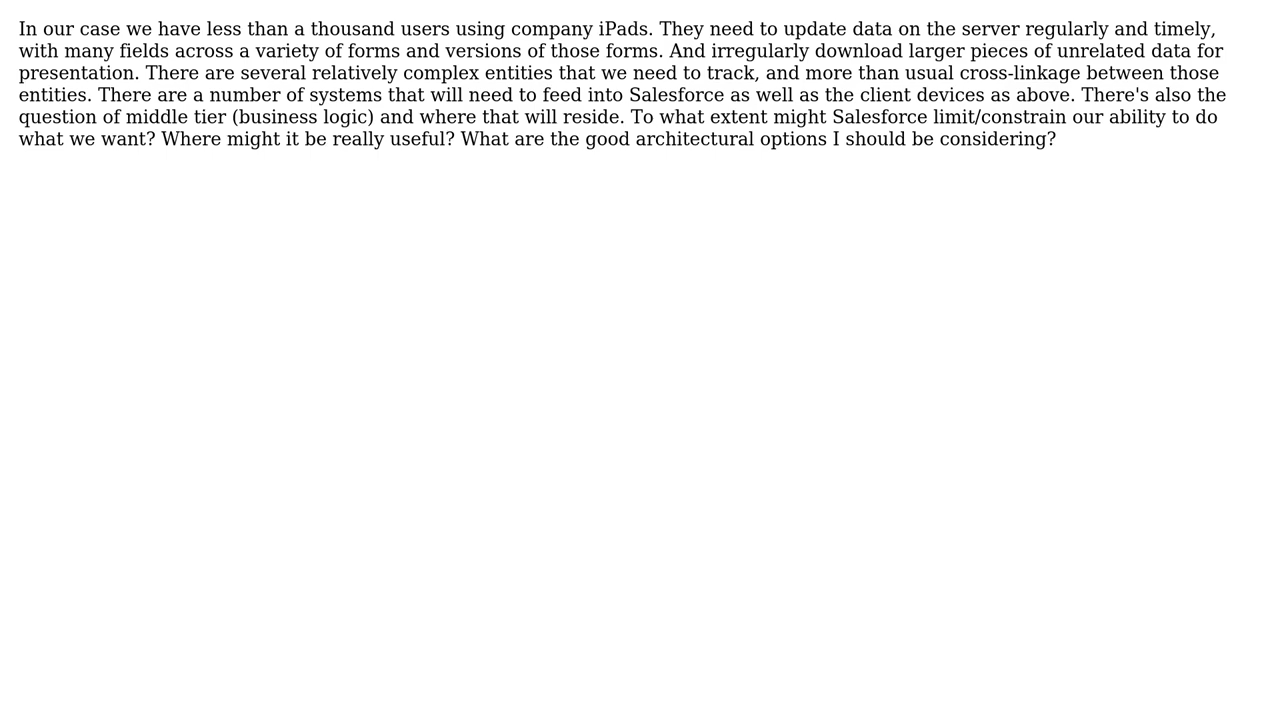 In our case we have less than a thousand users using company iPads. They need to update data on the server regularly and timely,
with many fields across a variety of forms and versions of those forms. And irregularly download larger pieces of unrelated data for
presentation. There are several relatively complex entities that we need to track, and more than usual cross-linkage between those
entities. There are a number of systems that will need to feed into Salesforce as well as the client devices as above. There's also the
question of middle tier (business logic) and where that will reside. To what extent might Salesforce limit/constrain our ability to do
what we want? Where might it be really useful? What are the good architectural options I should be considering?